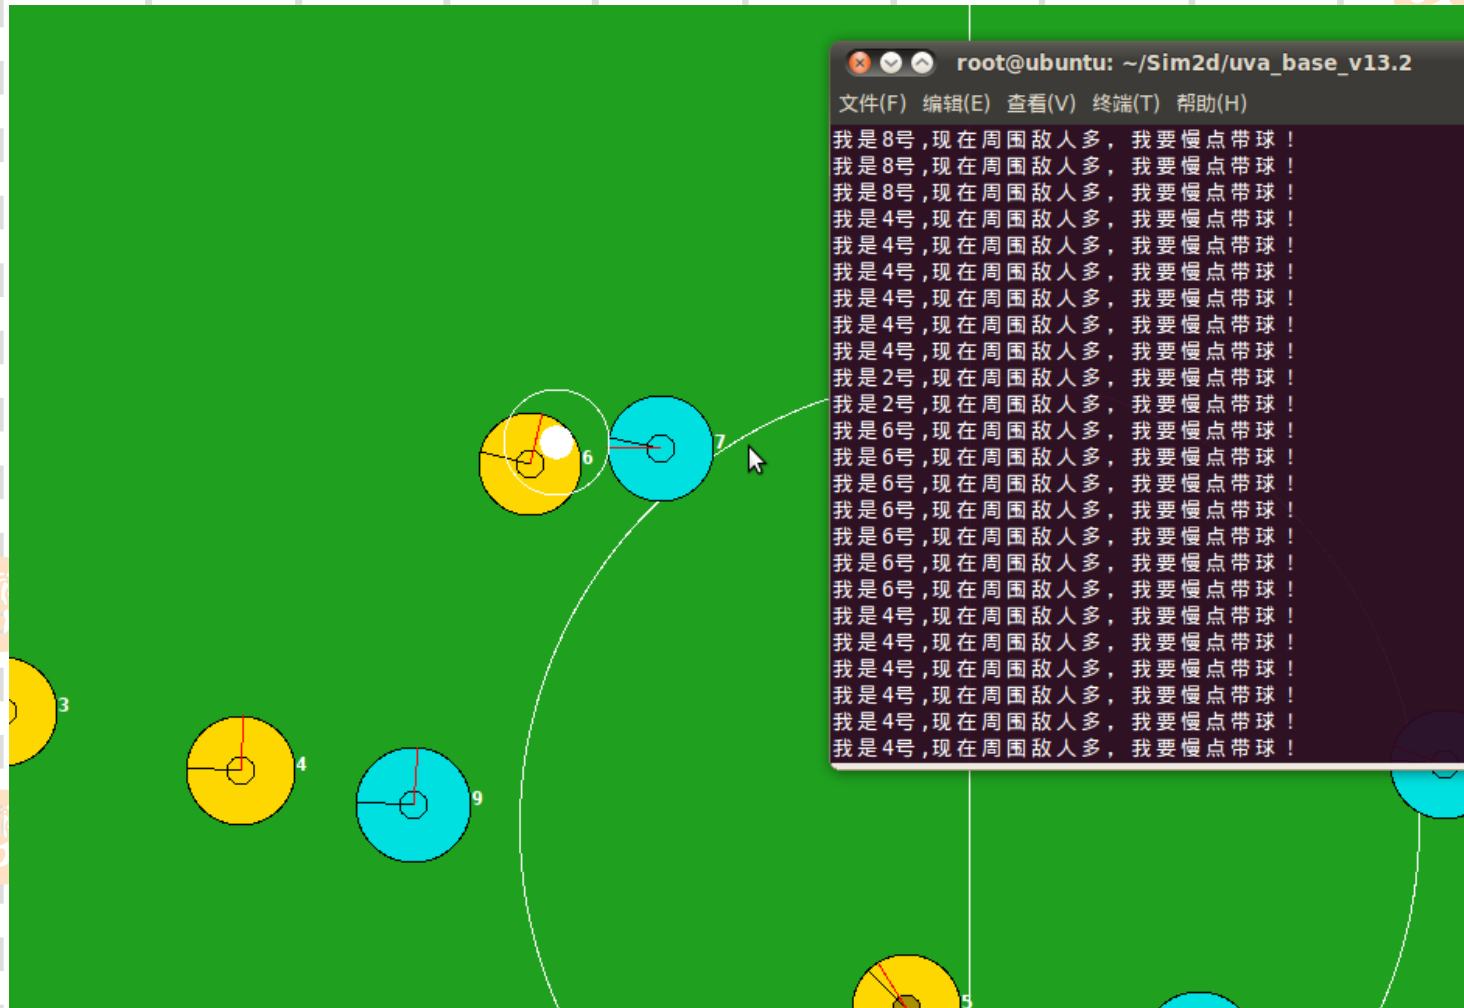 root@ubuntu: ~/Sim2d/uva_base_v13.2
文件(F) 编辑(E) 查看(V) 终端(T) 帮助(H)
我是8号,现在周围敌人多，我要慢点带球！
我是8号,现在周围敌人多，我要慢点带球！
我是8号,现在周围敌人多，我要慢点带球！
我是4号,现在周围敌人多，我要慢点带球！
我是4号,现在周围敌人多，我要慢点带球！
我是4号,现在周围敌人多，我要慢点带球！
我是4号,现在周围敌人多，我要慢点带球！
我是4号,现在周围敌人多，我要慢点带球！
我是4号,现在周围敌人多，我要慢点带球！
我是2号,现在周围敌人多，我要慢点带球！
我是2号,现在周围敌人多，我要慢点带球！
我是6号,现在周围敌人多，我要慢点带球！
我是6号,现在周围敌人多，我要慢点带球！
我是6号,现在周围敌人多，我要慢点带球！
我是6号,现在周围敌人多，我要慢点带球！
我是6号,现在周围敌人多，我要慢点带球！
我是6号,现在周围敌人多，我要慢点带球！
我是6号,现在周围敌人多，我要慢点带球！
我是4号,现在周围敌人多，我要慢点带球！
我是4号,现在周围敌人多，我要慢点带球！
我是4号,现在周围敌人多，我要慢点带球！
我是4号,现在周围敌人多，我要慢点带球！
我是4号,现在周围敌人多，我要慢点带球！
我是4号,现在周围敌人多，我要慢点带球！
7
6
3
4
9
5